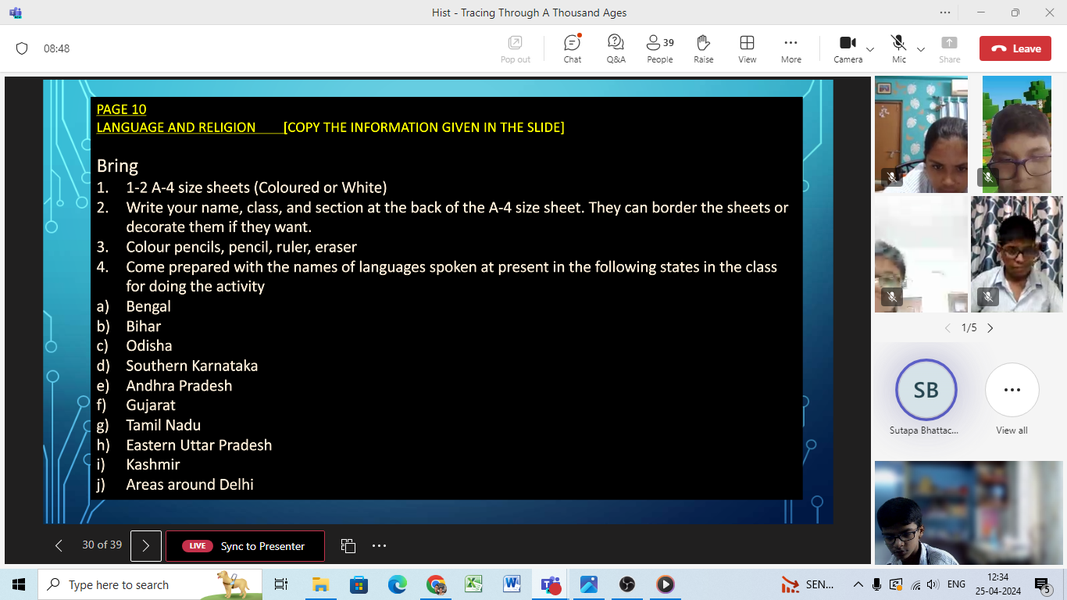 Hist - Tracing Through A Thousand Ages
08:48
Pop out
Chat
Q&A
39
People
Raise
View
More
Camera
Mic
Share
Leave
PAGE 10
LANGUAGE AND RELIGION [COPY THE INFORMATION GIVEN IN THE SLIDE]
Bring
1. 1-2 A-4 size sheets (Coloured or White)
2. Write your name, class, and section at the back of the A-4 size sheet. They can border the sheets or
decorate them if they want.
3. Colour pencils, pencil, ruler, eraser
4. Come prepared with the names of languages spoken at present in the following states in the class
for doing the activity
a) Bengal
b) Bihar
c) Odisha
d) Southern Karnataka
e) Andhra Pradesh
f) Gujarat
g) Tamil Nadu
h) Eastern Uttar Pradesh
i) Kashmir
j) Areas around Delhi
1/5
SB
Sutapa Bhattac...
View all
30 of 39
LIVE Sync to Presenter
Type here to search
SEN...
ENG
12:34
25-04-2024
5